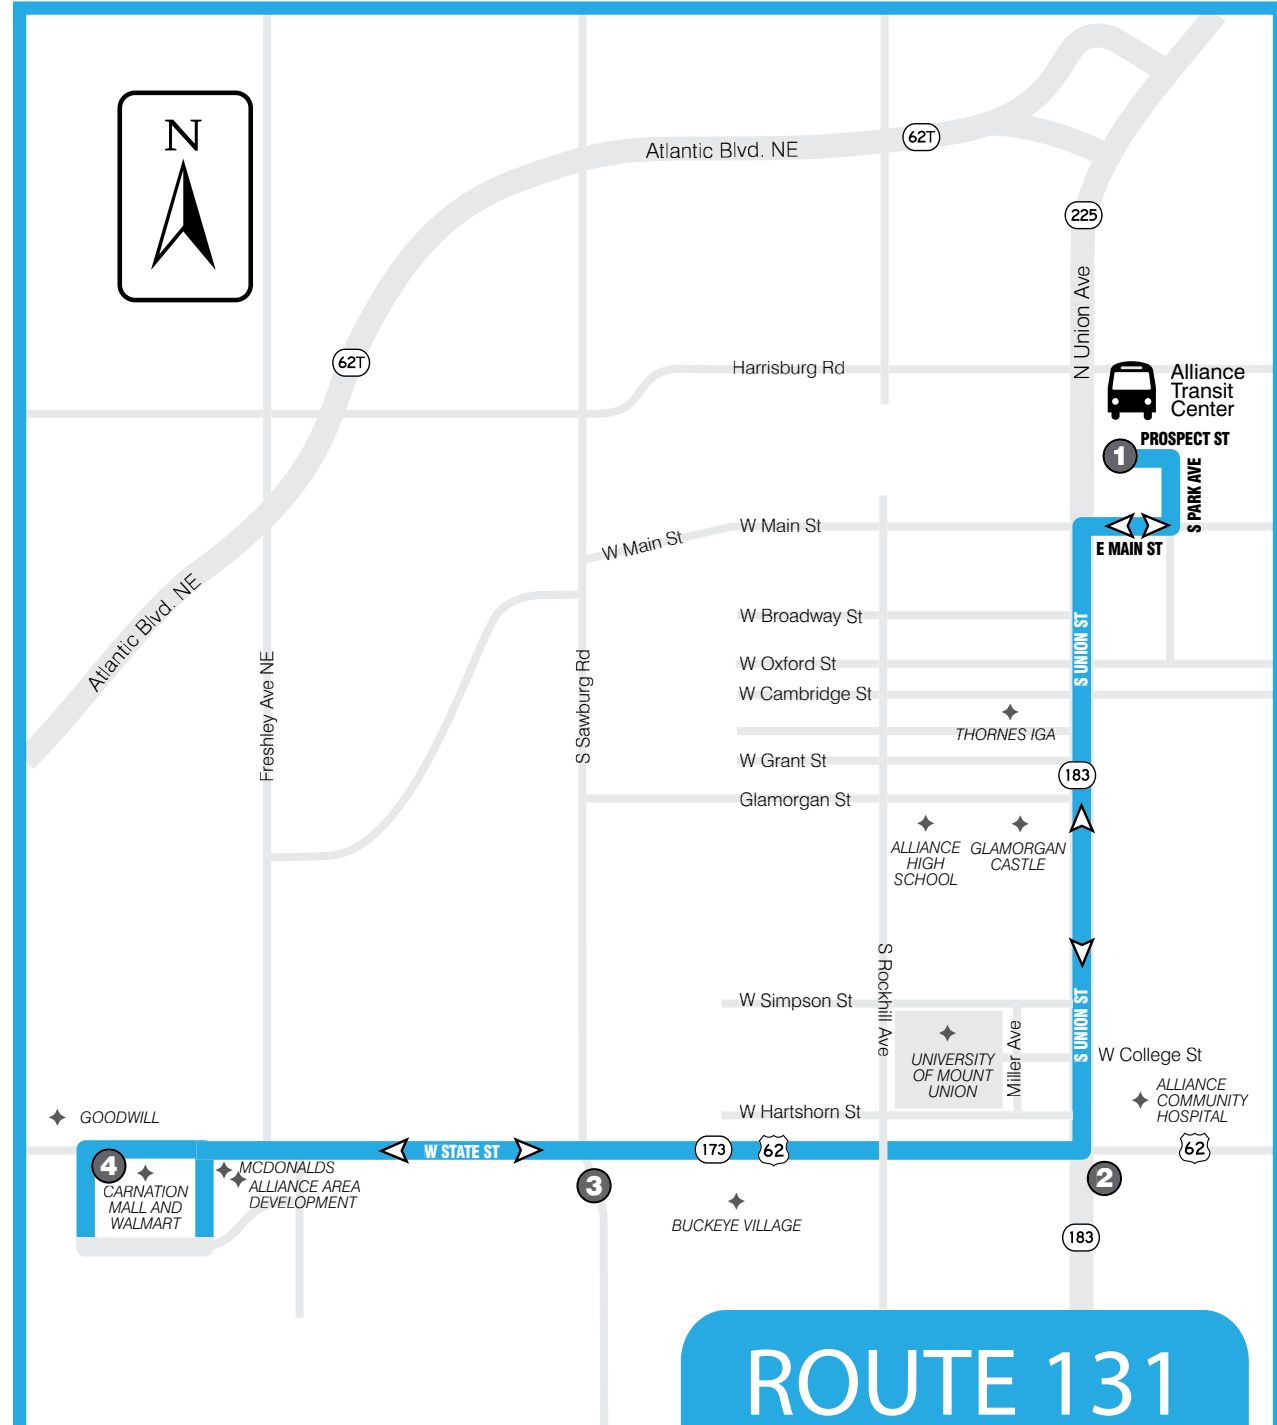 N
Atlantic Blvd. NE
62T
225
N Union Ave
62T
Harrisburg Rd
Alliance
Transit
Center
PROSPECT ST
1
S PARK AVE
W Main St
W Main St
E MAIN ST
Atlantic Blvd. NE
W Broadway St
S UNION ST
Freshley Ave NE
S Sawburg Rd
W Oxford St
W Cambridge St
THORNES IGA
W Grant St
183
Glamorgan St
ALLIANCE
HIGH
SCHOOL
GLAMORGAN
CASTLE
S Rockhill Ave
W Simpson St
S UNION ST
Miller Ave
UNIVERSITY
OF MOUNT
UNION
W College St
ALLIANCE
COMMUNITY
HOSPITAL
GOODWILL
W Hartshorn St
W STATE ST
173
62
62
4
MCDONALDS
ALLIANCE AREA
DEVELOPMENT
CARNATION
MALL AND
WALMART
3
2
BUCKEYE VILLAGE
183
ROUTE 131